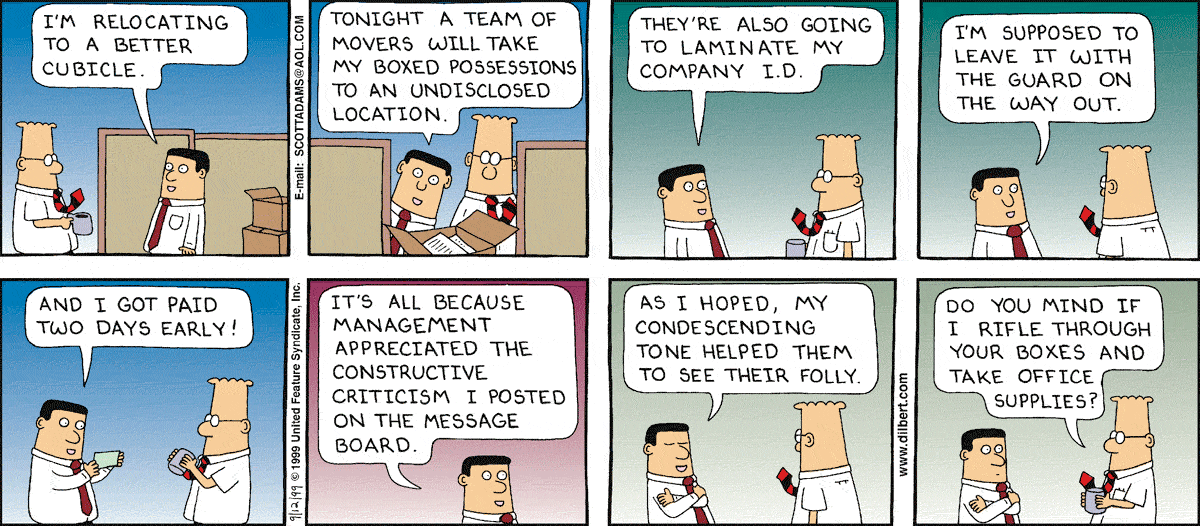 I'M RELOCATING
TO A BETTER
CUBICLE.
E-mail: SCOTTADAMS@AOL.COM
TONIGHT A TEAM OF
MOVERS WILL TAKE
MY BOXED POSSESSIONS
TO AN UNDISCLOSED
LOCATION.
THEY'RE ALSO GOING
TO LAMINATE MY
COMPANY I.D.
I'M SUPPOSED TO
LEAVE IT WITH
THE GUARD ON
THE WAY OUT.
AND I GOT PAID
TWO DAYS EARLY!
9/12/99 © 1999 United Feature Syndicate, Inc.
IT'S ALL BECAUSE
MANAGEMENT
APPRECIATED THE
CONSTRUCTIVE
CRITICISM I POSTED
ON THE MESSAGE
BOARD.
AS I HOPED, MY
CONDESCENDING
TONE HELPED THEM
TO SEE THEIR FOLLY.
www.dilbert.com
DO YOU MIND IF
I RIFLE THROUGH
YOUR BOXES AND
TAKE OFFICE
SUPPLIES?